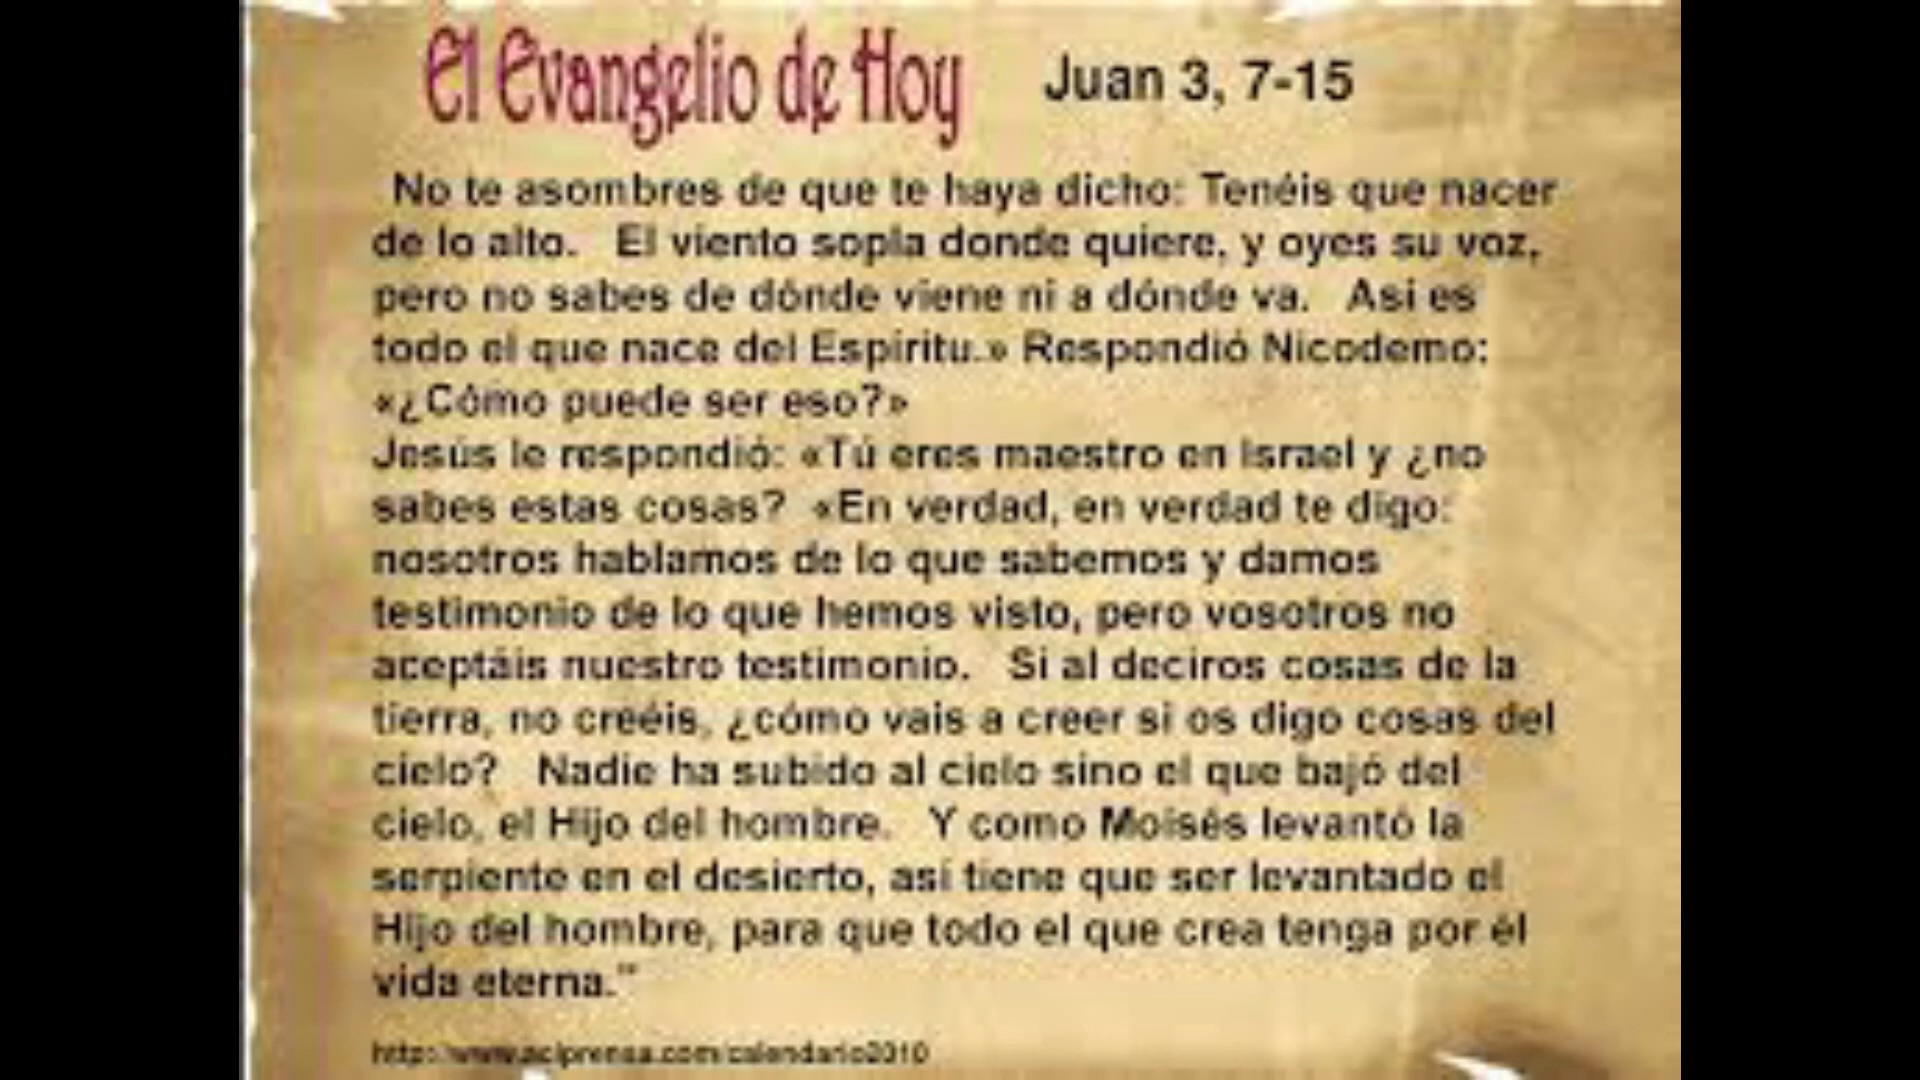 El Evangelio de Hoy
Juan 3, 7-15
No te asombres de que te haya dicho: Tenéis que nacer
de lo alto. El viento sopla donde quiere, y oyes su voz,
pero no sabes de dónde viene ni a dónde va. Así es
todo el que nace del Espíritu.» Respondió Nicodemo:
«¿Cómo puede ser eso?»
Jesús le respondió: «Tú eres maestro en Israel y ¿no
sabes estas cosas? «En verdad, en verdad te digo:
nosotros hablamos de lo que sabemos y damos
testimonio de lo que hemos visto, pero vosotros no
aceptáis nuestro testimonio. Si al deciros cosas de la
tierra, no creéis, ¿cómo vais a creer si os digo cosas del
cielo? Nadie ha subido al cielo sino el que bajó del
cielo, el Hijo del hombre. Y como Moisés levantó la
serpiente en el desierto, así tiene que ser levantado el
Hijo del hombre, para que todo el que crea tenga por él
vida eterna."
http://www.aciprensa.com/calendario2010